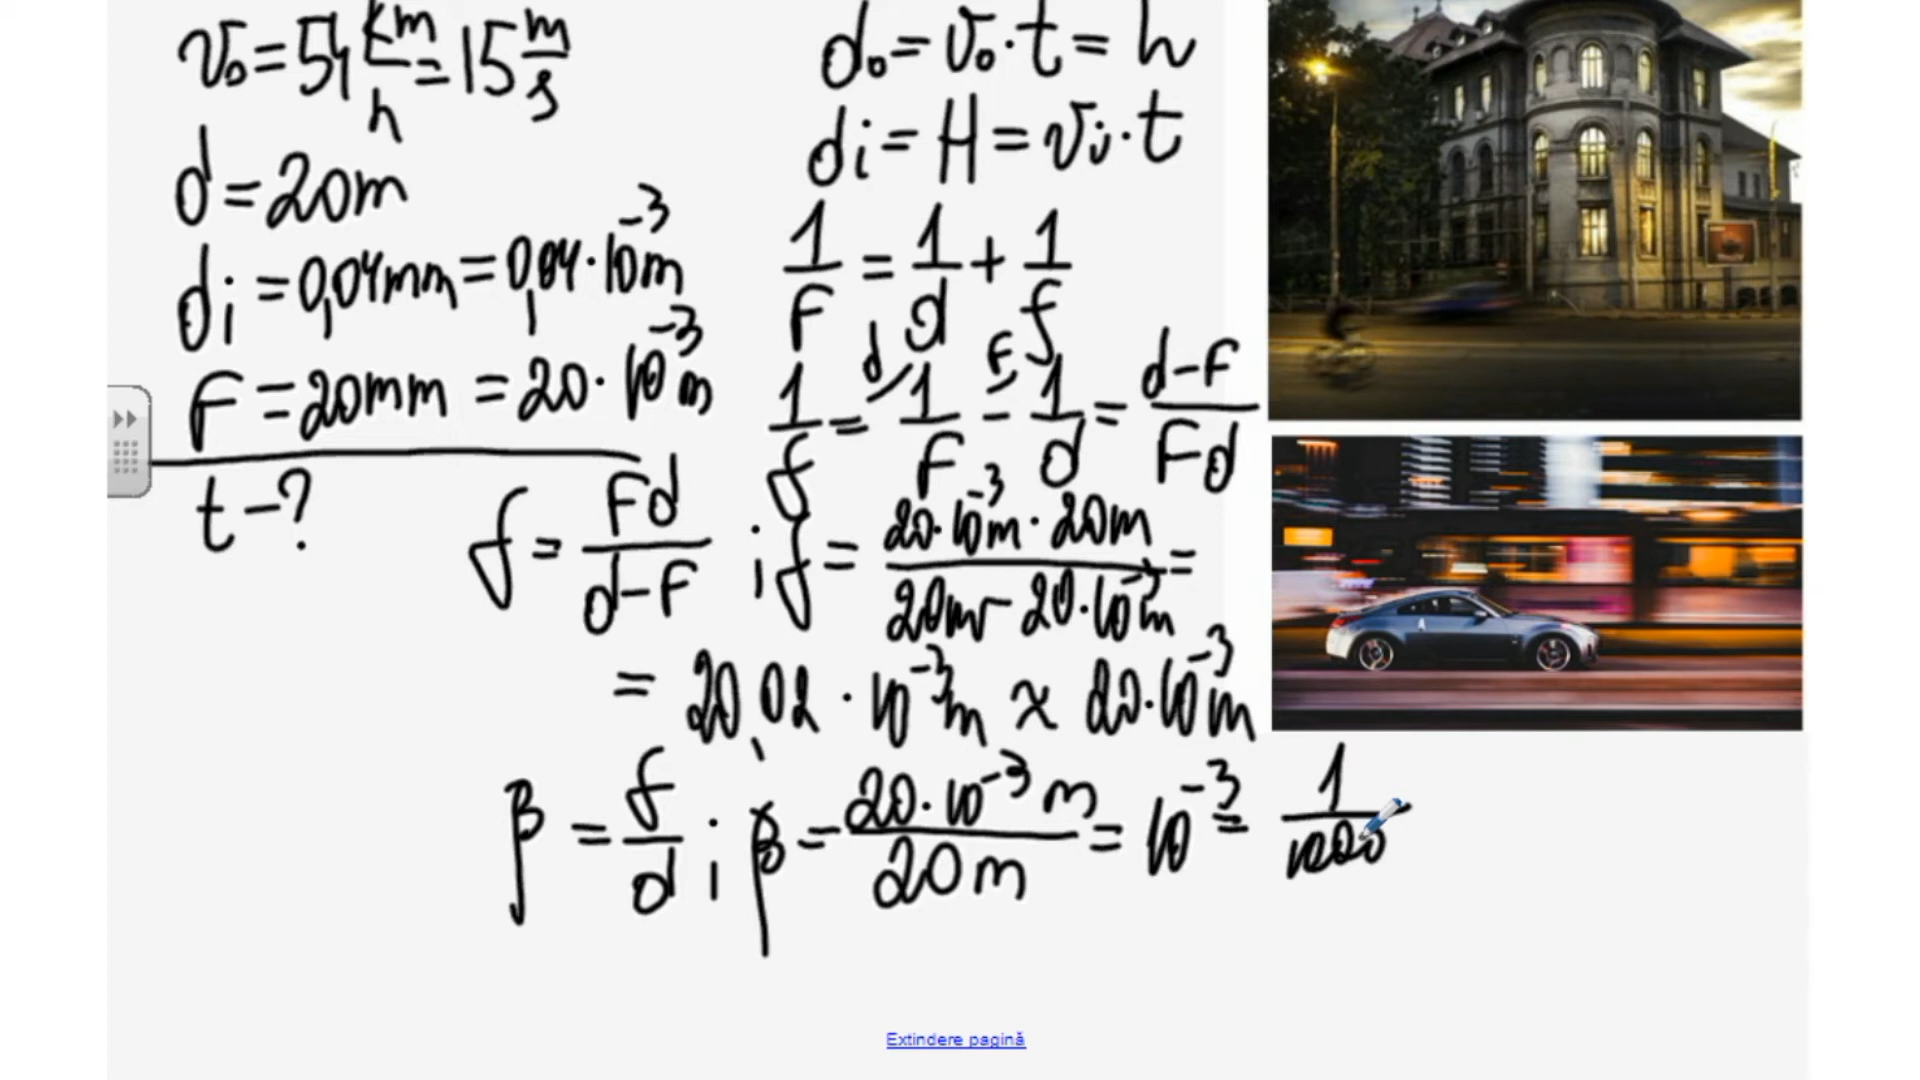 v₀ = 54 km/h = 15 m/s
d = 20m
di = 0,04mm = 0,04·10⁻³m
F = 20mm = 20·10⁻³m
t - ?
d₀ = v₀·t = h
di = H = vi·t
1/F = 1/d + 1/f
1/f = d/ 1/F - F/ 1/d = d-F/Fd
f = Fd/d-F ; f = 20·10⁻³m · 20m / 20m - 20·10⁻³m =
= 20,02 · 10⁻³m ≈ 20·10⁻³m
β = f/d ; β = 20·10⁻³m / 20m = 10⁻³ = 1/1000
Extindere pagină